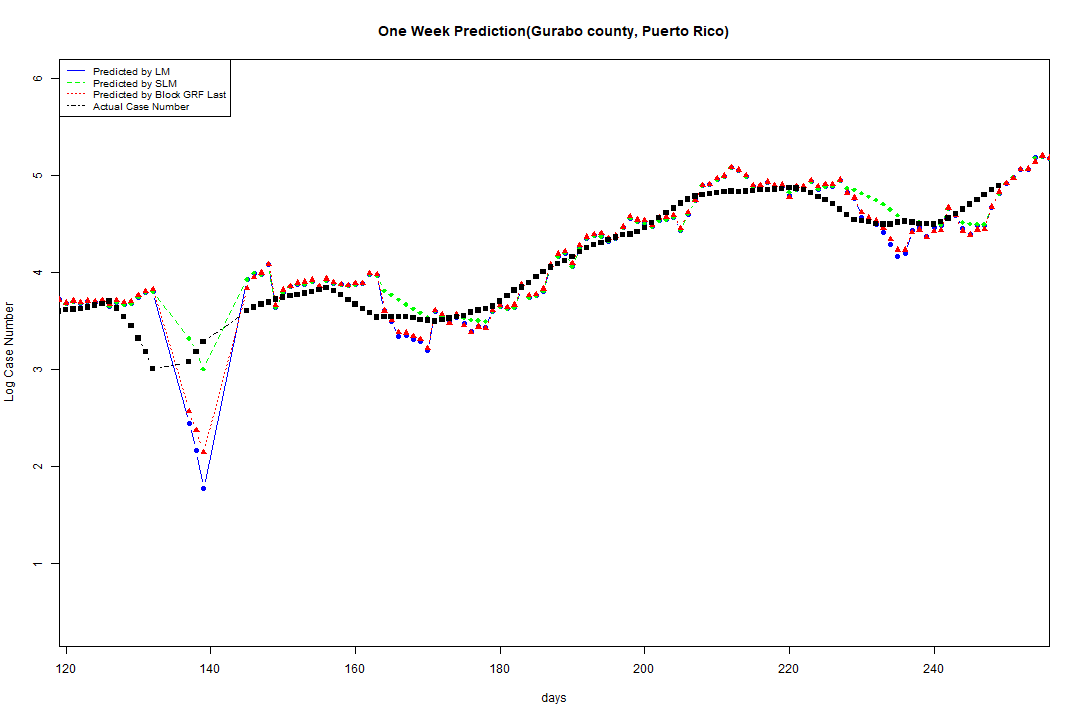 One Week Prediction(Gurabo county, Puerto Rico)
Predicted by LM
Predicted by SLM
Predicted by Block GRF Last
Actual Case Number
6
5
4
3
2
1
Log Case Number
120 140 160 180 200 220 240
days